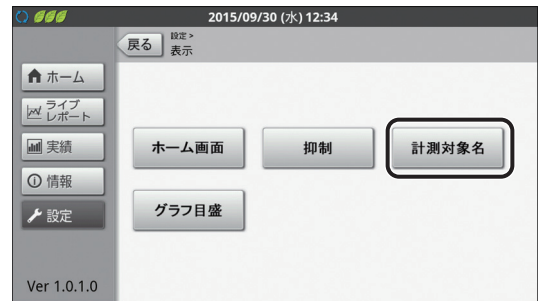 2015/09/30 (水) 12:34
戻る
設定>
表示
ホーム
ライブ
レポート
実績
情報
設定
ホーム画面
抑制
計測対象名
グラフ目盛
Ver 1.0.1.0